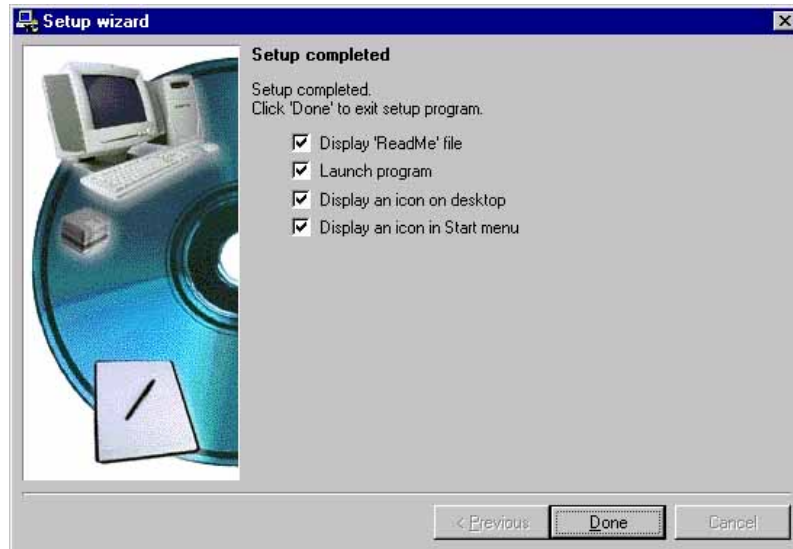 Setup wizard
Setup completed
Setup completed.
Click 'Done' to exit setup program.
Display 'ReadMe' file
Launch program
Display an icon on desktop
Display an icon in Start menu
< Previous
Done
Cancel